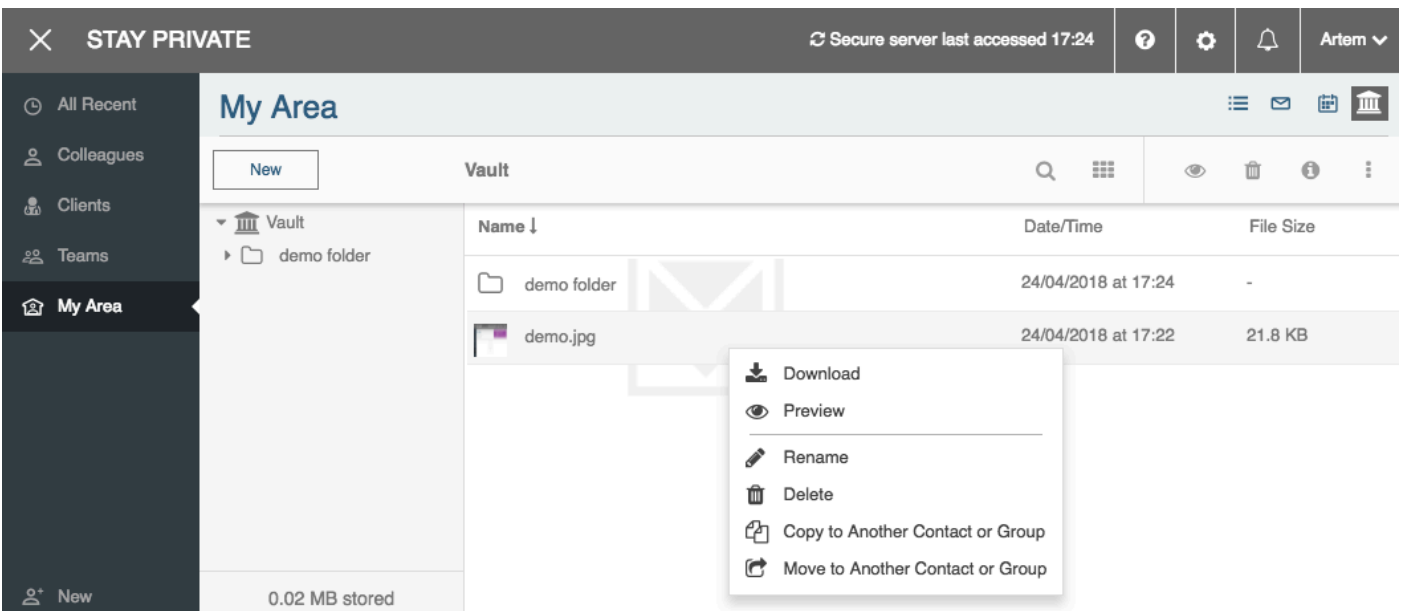 STAY PRIVATE
Secure server last accessed 17:24
Artem
All Recent
Colleagues
Clients
Teams
My Area
New
My Area
New
Vault
Vault
demo folder
0.02 MB stored
Name
Date/Time
File Size
demo folder
24/04/2018 at 17:24
-
demo.jpg
24/04/2018 at 17:22
21.8 KB
Download
Preview
Rename
Delete
Copy to Another Contact or Group
Move to Another Contact or Group